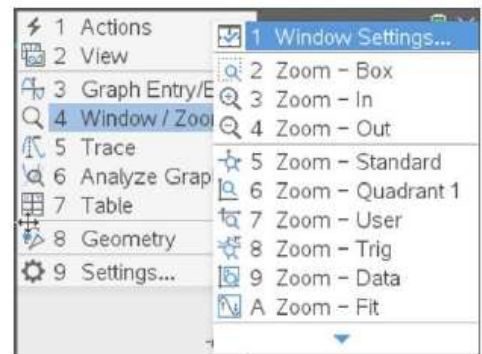 1 Actions
2 View
3 Graph Entry/E
4 Window / Zoo
5 Trace
6 Analyze Grap
7 Table
8 Geometry
9 Settings...
1 Window Settings...
2 Zoom – Box
3 Zoom – In
4 Zoom – Out
5 Zoom – Standard
6 Zoom – Quadrant 1
7 Zoom – User
8 Zoom – Trig
9 Zoom – Data
A Zoom – Fit